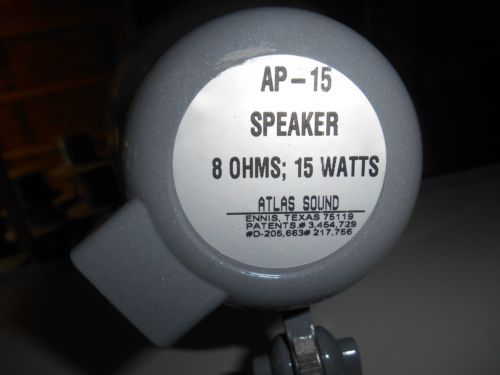 AP-15
SPEAKER
8 OHMS; 15 WATTS
ATLAS SOUND
ENNIS, TEXAS 75119
PATENTS.# 3,454,729
#D-205,663# 217,756